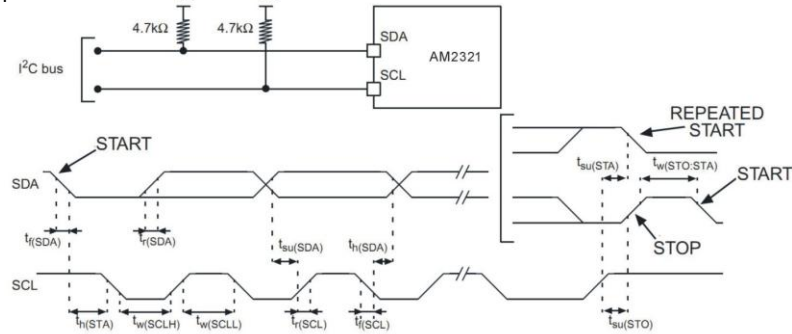 4.7kΩ 4.7kΩ
SDA
I²C bus
AM2321
SCL
REPEATED
START
START
tsu(STA) tw(STO:STA)
START
SDA
tf(SDA) tr(SDA) tsu(SDA) th(SDA)
STOP
SCL
th(STA) tw(SCLH) tw(SCLL) tr(SCL) tf(SCL) tsu(STO)